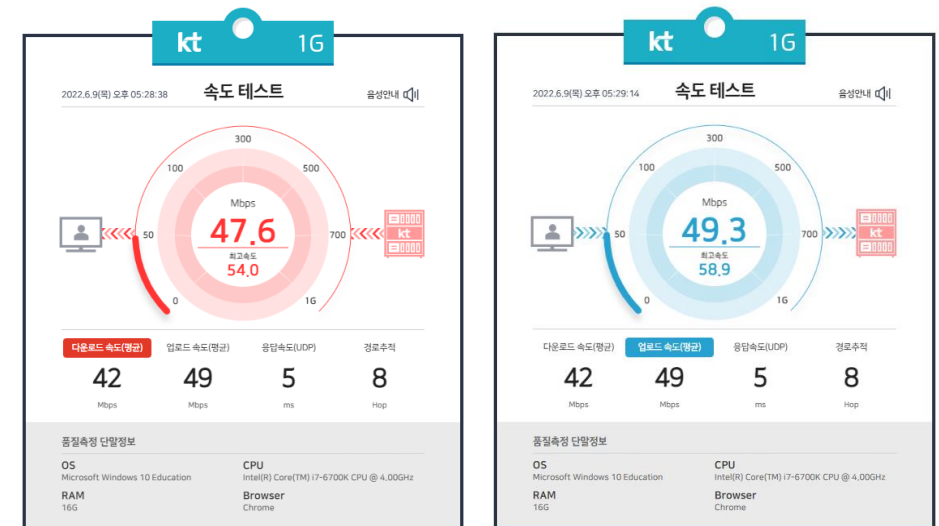 kt 1G
2022.6.9(목) 오후 05:28:38 속도 테스트 음성안내
300
100 500
Mbps
47.6
50 700
kt
최고속도
54.0
0 1G
다운로드 속도(평균) 업로드 속도(평균) 응답속도(UDP) 경로추적
42 49 5 8
Mbps Mbps ms Hop
품질측정 단말정보
OS CPU
Microsoft Windows 10 Education Intel(R) Core(TM) i7-6700K CPU @ 4.00GHz
RAM Browser
16G Chrome
kt 1G
2022.6.9(목) 오후 05:29:14 속도 테스트 음성안내
300
100 500
Mbps
49.3
50 700
kt
최고속도
58.9
0 1G
다운로드 속도(평균) 업로드 속도(평균) 응답속도(UDP) 경로추적
42 49 5 8
Mbps Mbps ms Hop
품질측정 단말정보
OS CPU
Microsoft Windows 10 Education Intel(R) Core(TM) i7-6700K CPU @ 4.00GHz
RAM Browser
16G Chrome